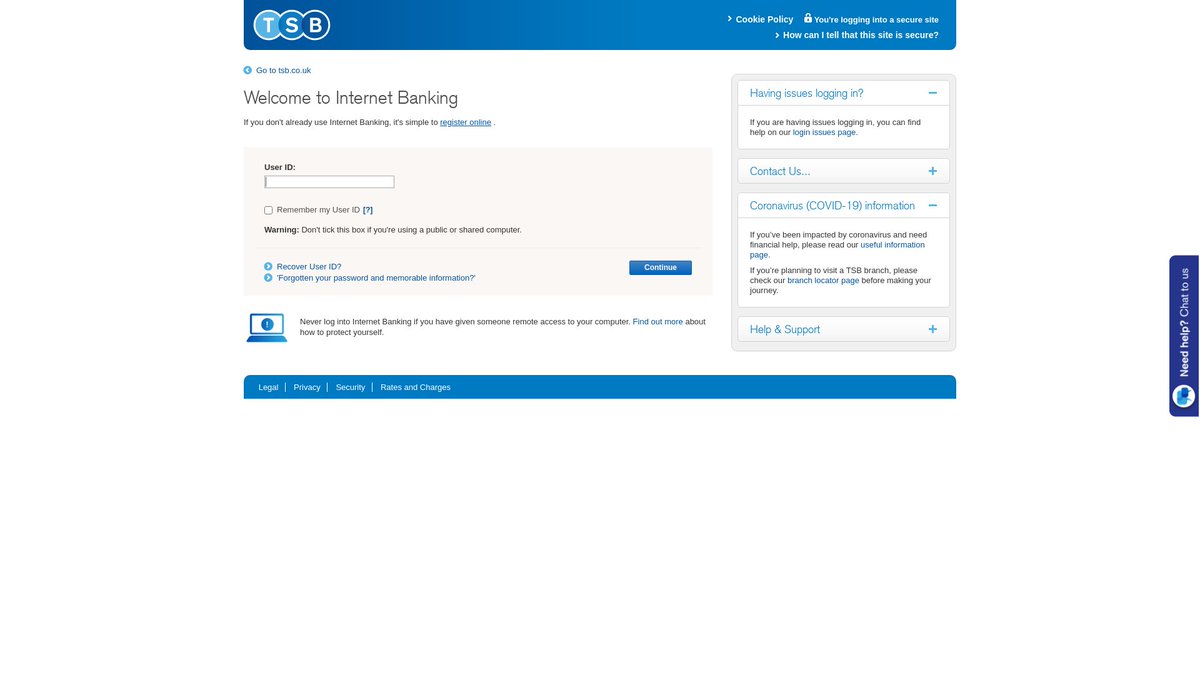 TSB
Cookie Policy
You're logging into a secure site
How can I tell that this site is secure?
Go to tsb.co.uk
Welcome to Internet Banking
If you don't already use Internet Banking, it's simple to register online .
User ID:
Remember my User ID [?]
Warning: Don't tick this box if you're using a public or shared computer.
Recover User ID?
'Forgotten your password and memorable information?'
Continue
Never log into Internet Banking if you have given someone remote access to your computer. Find out more about
how to protect yourself.
Having issues logging in?
If you are having issues logging in, you can find
help on our login issues page.
Contact Us...
Coronavirus (COVID-19) information
If you've been impacted by coronavirus and need
financial help, please read our useful information
page.
If you're planning to visit a TSB branch, please
check our branch locator page before making your
journey.
Help & Support
Need help? Chat to us
Legal
Privacy
Security
Rates and Charges